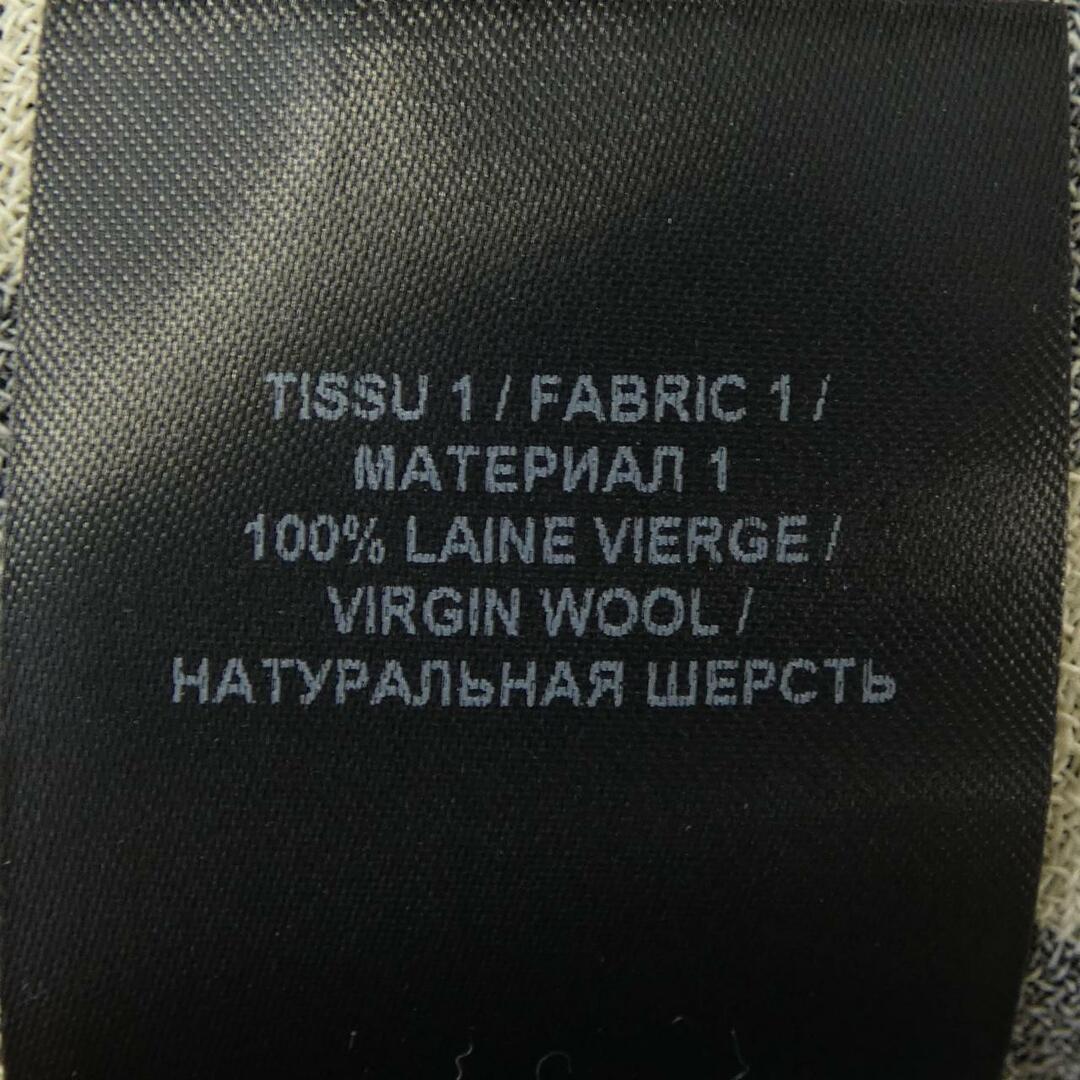 TISSU 1 / FABRIC 1 /
МАТЕРИАЛ 1
100% LAINE VIERGE /
VIRGIN WOOL /
НАТУРАЛЬНАЯ ШЕРСТЬ